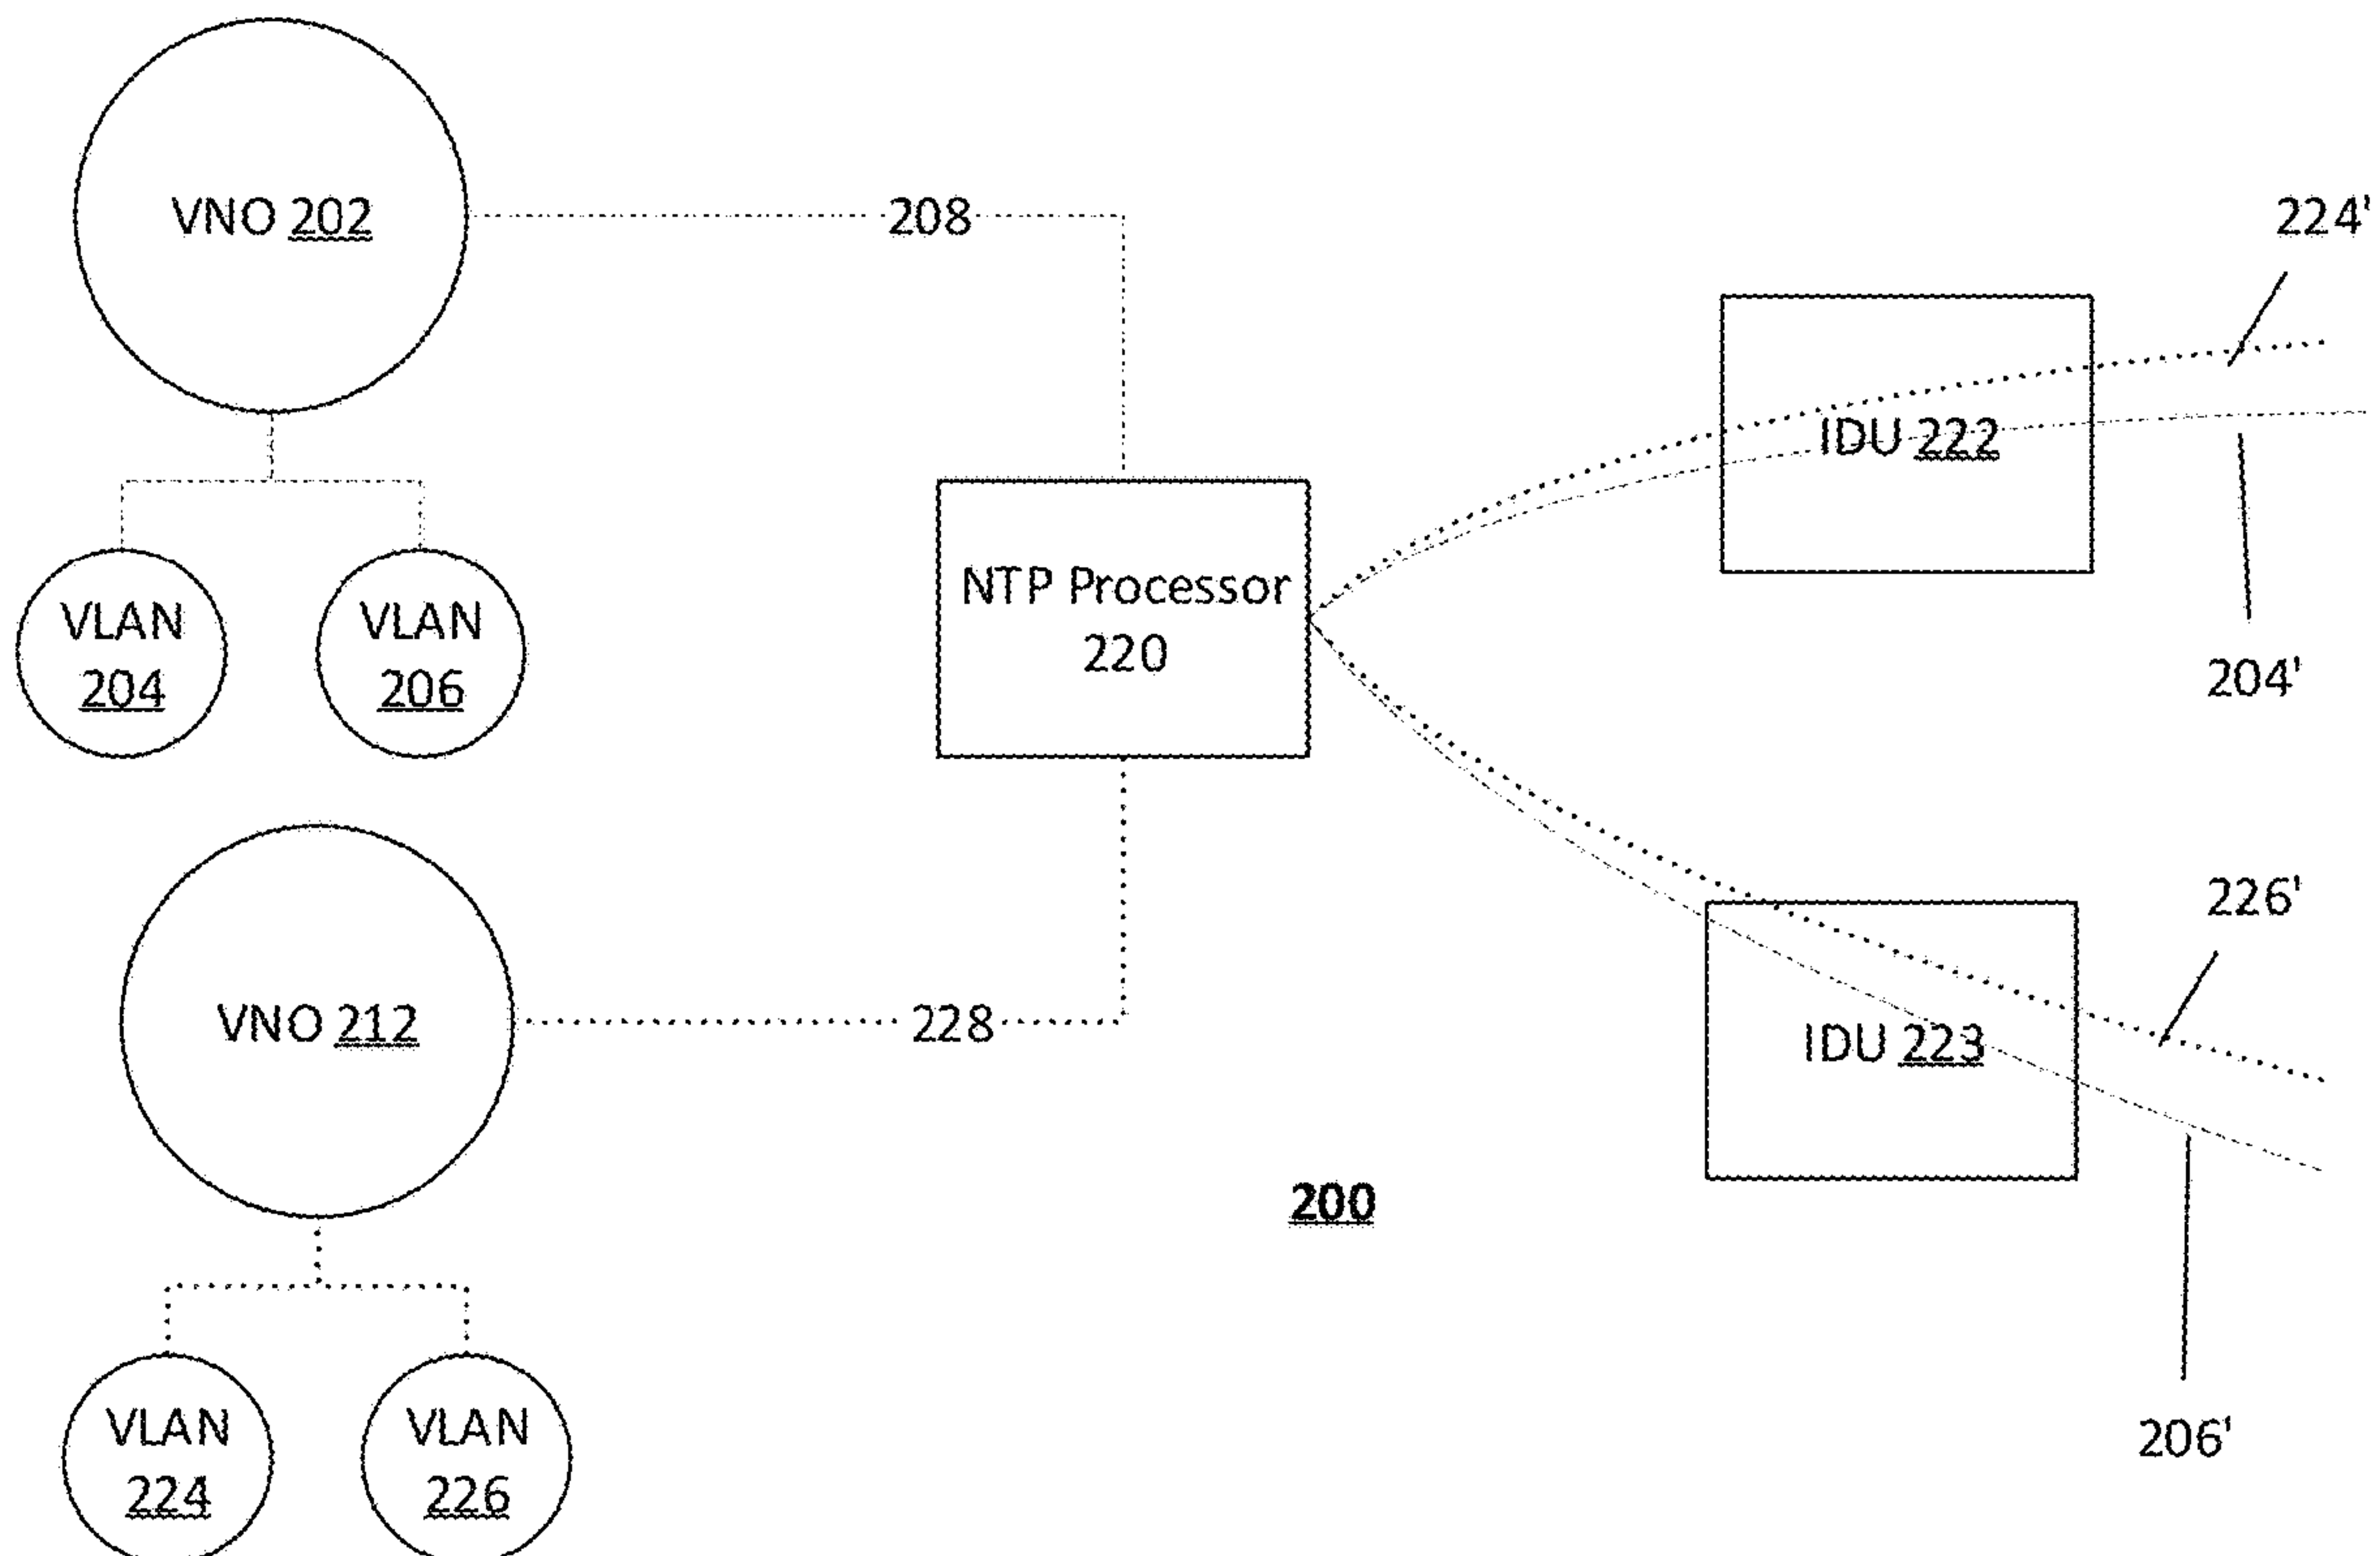 VNO 202
208
224'
IDU 222
NTP Processor
220
VLAN
204
VLAN
206
204'
226'
VNO 212
228
IDU 223
200
206'
VLAN
224
VLAN
226